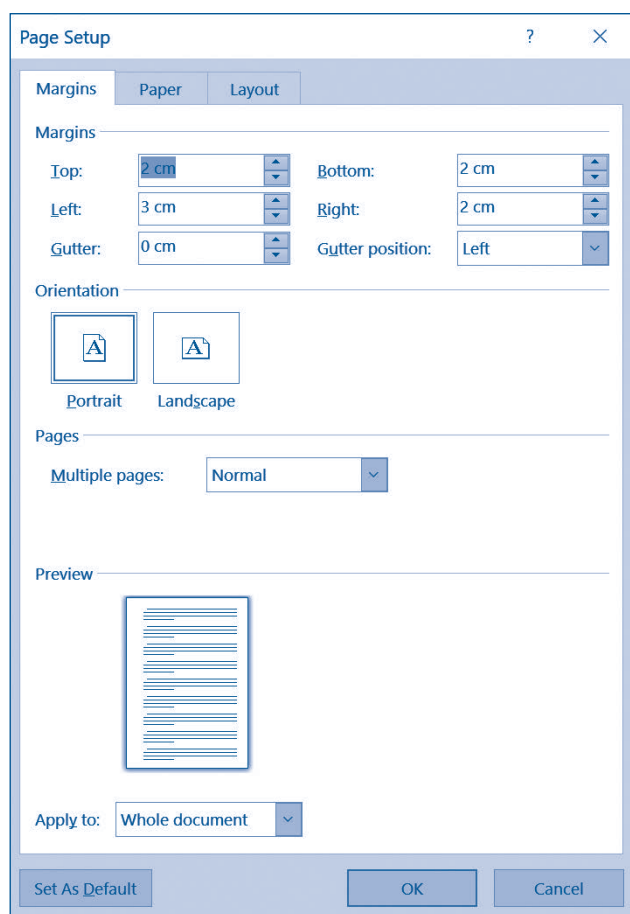 Page Setup ? ×
Margins Paper Layout
Margins
Top: 2 cm Bottom: 2 cm
Left: 3 cm Right: 2 cm
Gutter: 0 cm Gutter position: Left
Orientation
A A
Portrait Landscape
Pages
Multiple pages: Normal
Preview
Apply to: Whole document
Set As Default OK Cancel